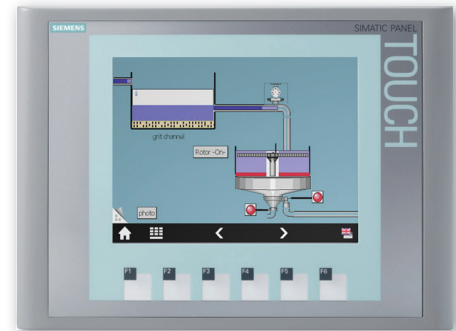 SIEMENS
SIMATIC PANEL
TOUCH
grit channel
Rotor -On-
photo
F1
F2
F3
F4
F5
F6